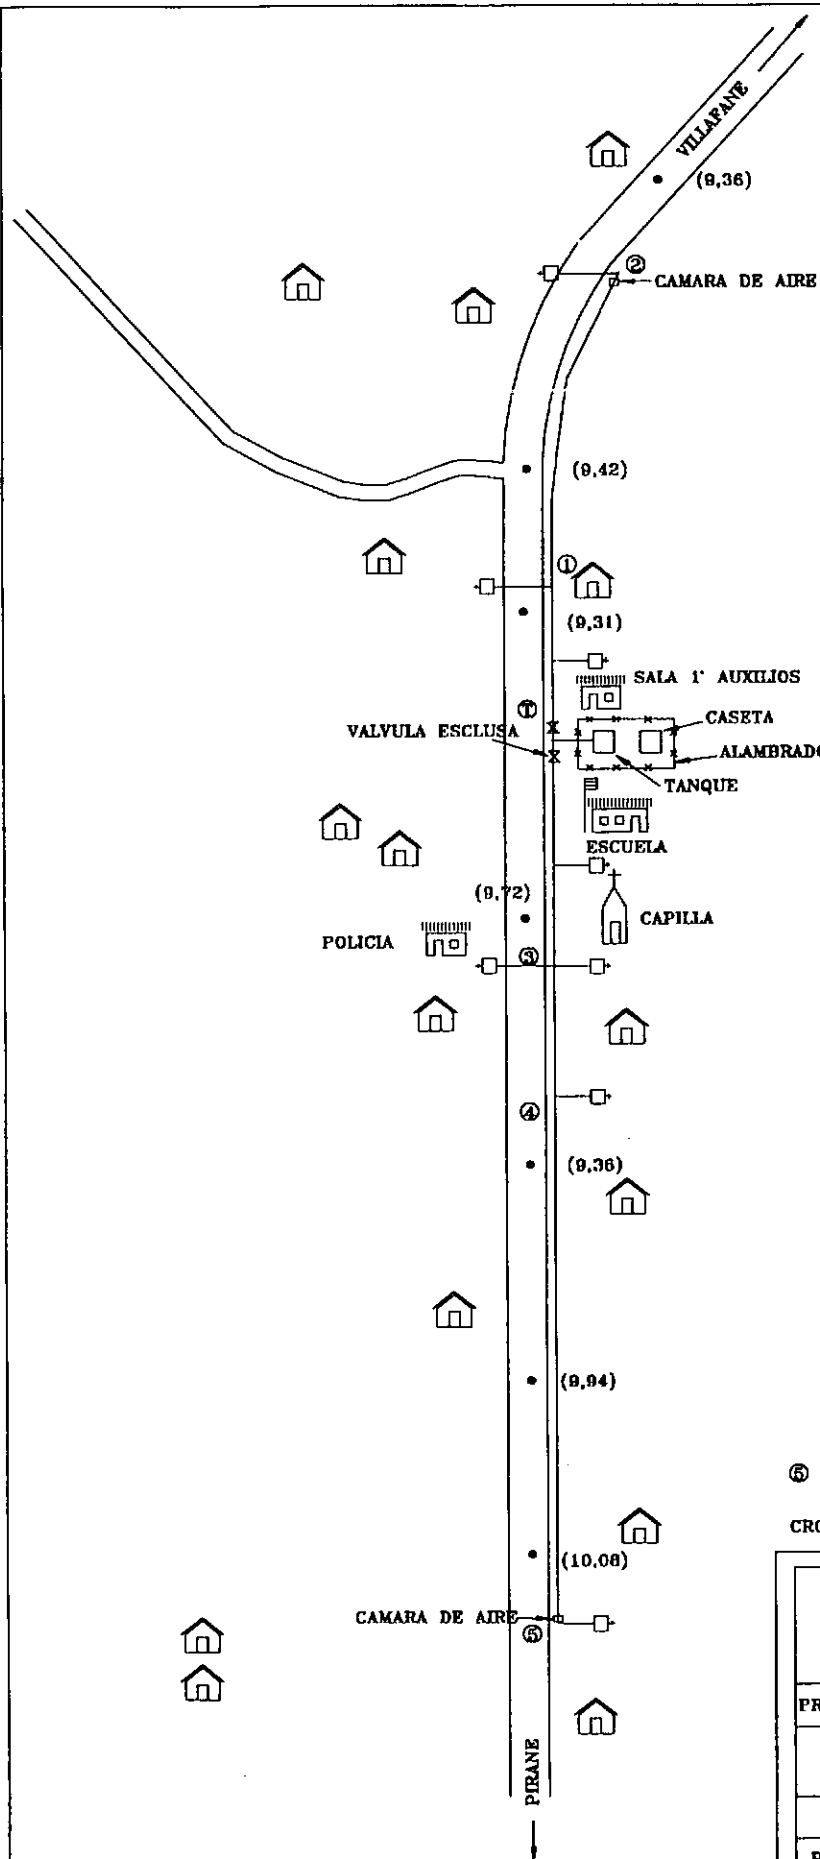 VILLAFANE
(9,36)
②
CAMARA DE AIRE
(9,42)
①
(9,31)
SALA 1° AUXILIOS
Ⓣ
CASETA
VALVULA ESCLUSA
ALAMBRADO
TANQUE
ESCUELA
(9,72)
CAPILLA
POLICIA
③
④
(9,36)
(9,94)
⑤
CRO
(10,08)
CAMARA DE AIRE
⑤
PR
PIRANE